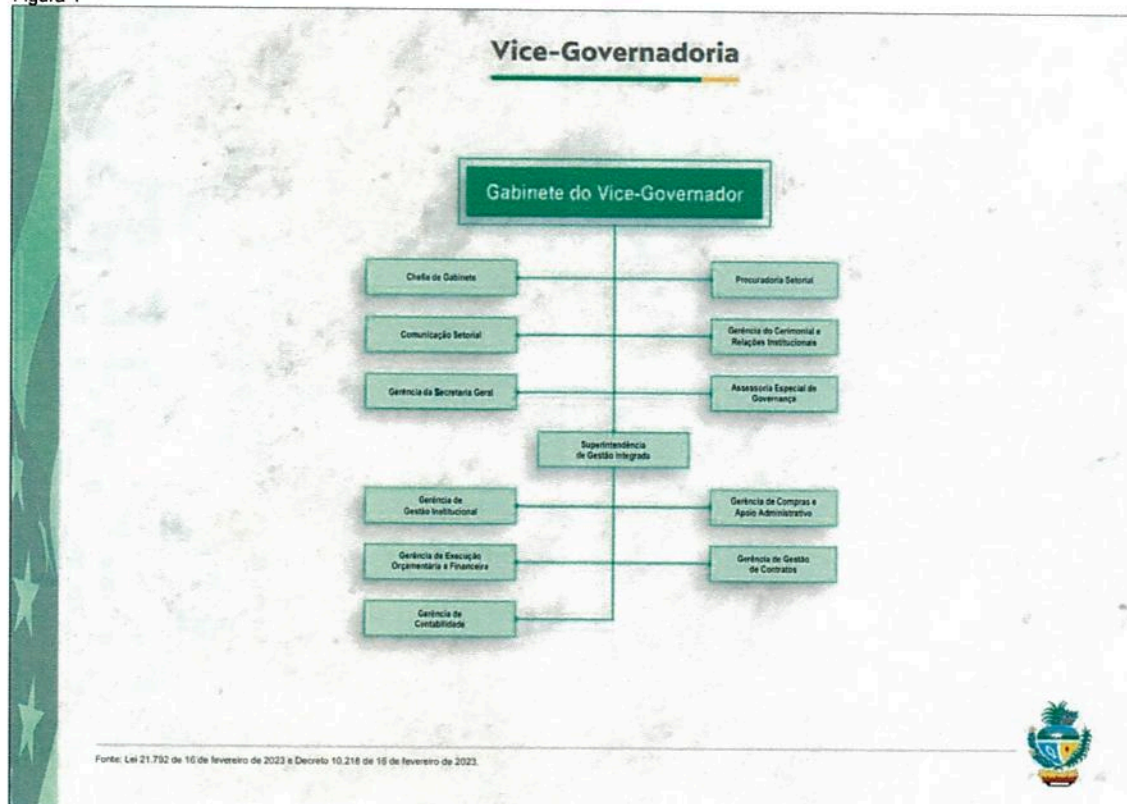 Vice-Governadoria
Gabinete do Vice-Governador
Chefia de Gabinete
Procuradoria Setorial
Comunicação Setorial
Gerência do Cerimonial e
Relações Institucionais
Gerência da Secretaria Geral
Assessoria Especial de
Governança
Superintendência
de Gestão Integrada
Gerência de
Gestão Institucional
Gerência de Compras e
Apoio Administrativo
Gerência de Execução
Orçamentária e Financeira
Gerência de Gestão
de Contratos
Gerência de
Contabilidade
Fonte: Lei 21.792 de 16 de fevereiro de 2023 e Decreto 10.218 de 16 de fevereiro de 2023.